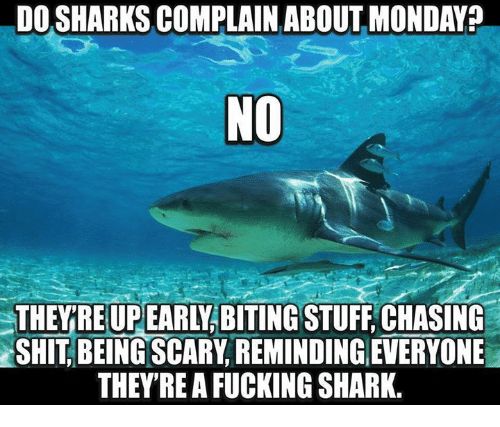 DO SHARKS COMPLAIN ABOUT MONDAY?
NO
THEY'RE UP EARLY, BITING STUFF, CHASING
SHIT, BEING SCARY, REMINDING EVERYONE
THEY'RE A FUCKING SHARK.